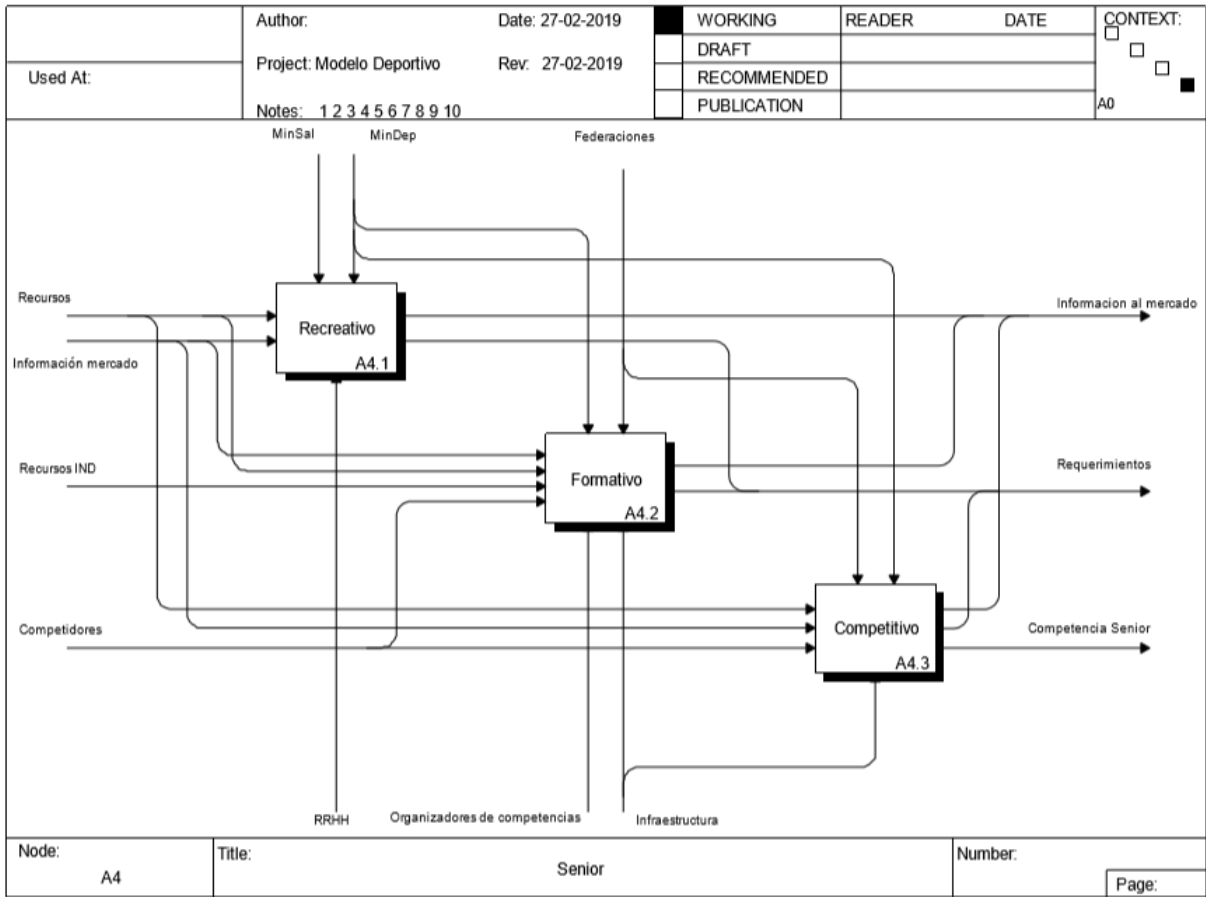 Used At:
Author:
Date: 27-02-2019
Project: Modelo Deportivo
Rev: 27-02-2019
Notes: 1 2 3 4 5 6 7 8 9 10
WORKING
DRAFT
RECOMMENDED
PUBLICATION
READER DATE
CONTEXT:
A0
MinSal
MinDep
Federaciones
Recursos
Información mercado
Recreativo
A4.1
Informacion al mercado
Recursos IND
Formativo
A4.2
Requerimientos
Competidores
Competitivo
A4.3
Competencia Senior
RRHH
Organizadores de competencias
Infraestructura
Node:
A4
Title:
Senior
Number:
Page: